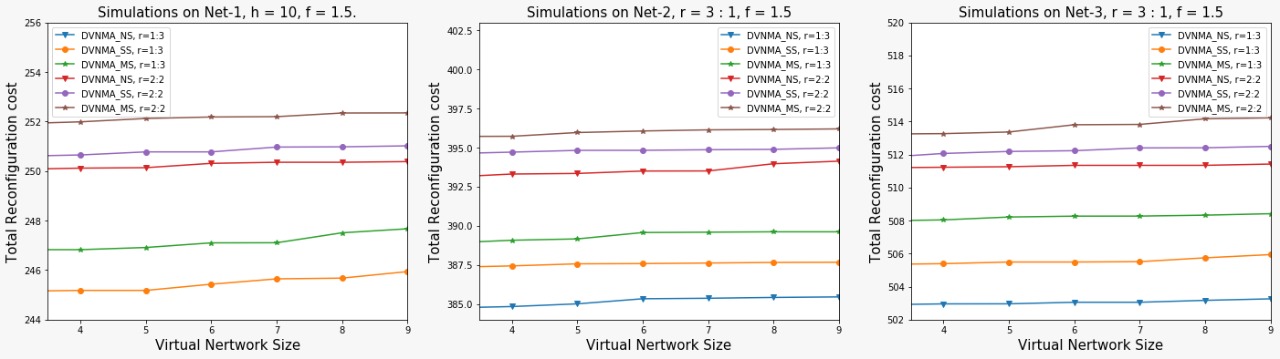 Simulations on Net-1, h = 10, f = 1.5.
256
254
252
250
248
246
244
Total Reconfiguration cost
DVNMA_NS, r=1:3
DVNMA_SS, r=1:3
DVNMA_MS, r=1:3
DVNMA_NS, r=2:2
DVNMA_SS, r=2:2
DVNMA_MS, r=2:2
4 5 6 7 8 9
Virtual Nertwork Size
Simulations on Net-2, r = 3 : 1, f = 1.5
402.5
400.0
397.5
395.0
392.5
390.0
387.5
385.0
Total Reconfiguration cost
DVNMA_NS, r=1:3
DVNMA_SS, r=1:3
DVNMA_MS, r=1:3
DVNMA_NS, r=2:2
DVNMA_SS, r=2:2
DVNMA_MS, r=2:2
4 5 6 7 8 9
Virtual Nertwork Size
Simulations on Net-3, r = 3 : 1, f = 1.5
520
518
516
514
512
510
508
506
504
502
Total Reconfiguration cost
DVNMA_NS, r=1:3
DVNMA_SS, r=1:3
DVNMA_MS, r=1:3
DVNMA_NS, r=2:2
DVNMA_SS, r=2:2
DVNMA_MS, r=2:2
4 5 6 7 8 9
Virtual Nertwork Size